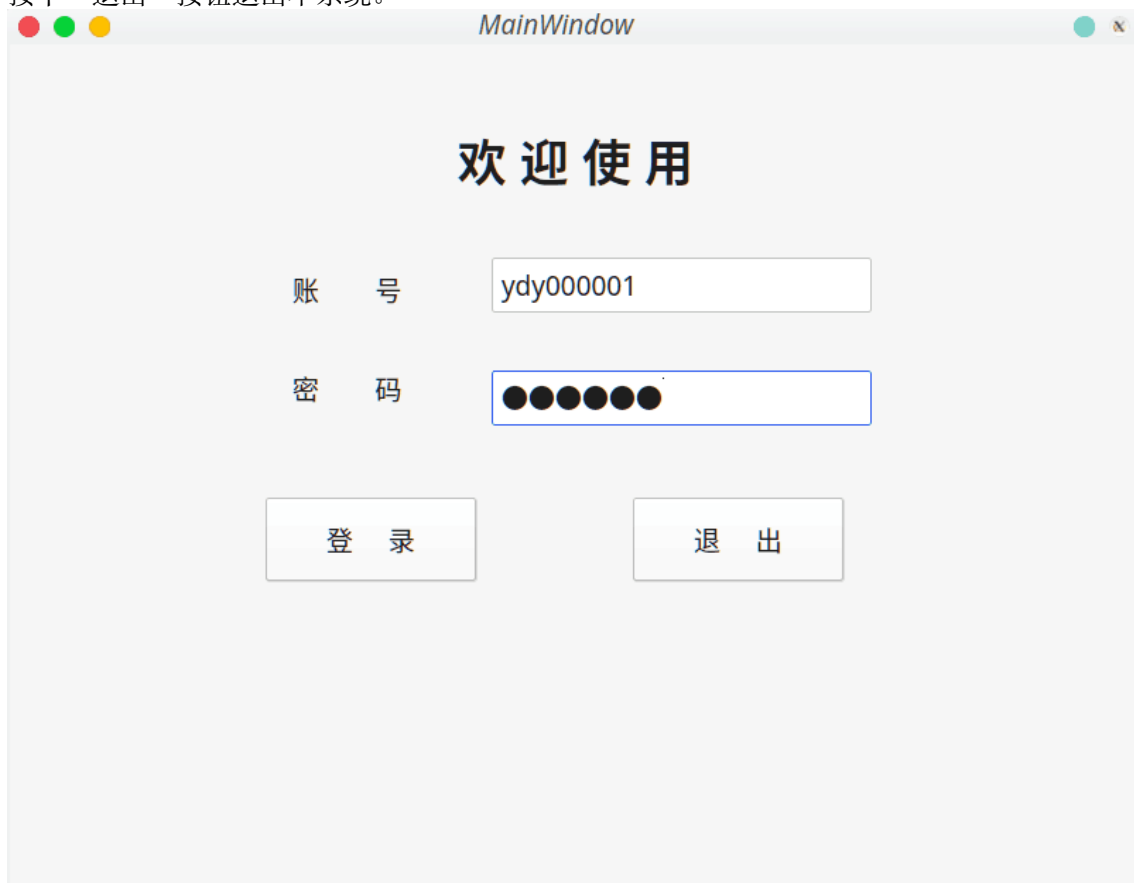 MainWindow
欢 迎 使 用
账 号 ydy000001
密 码 ●●●●●●
登 录 退 出